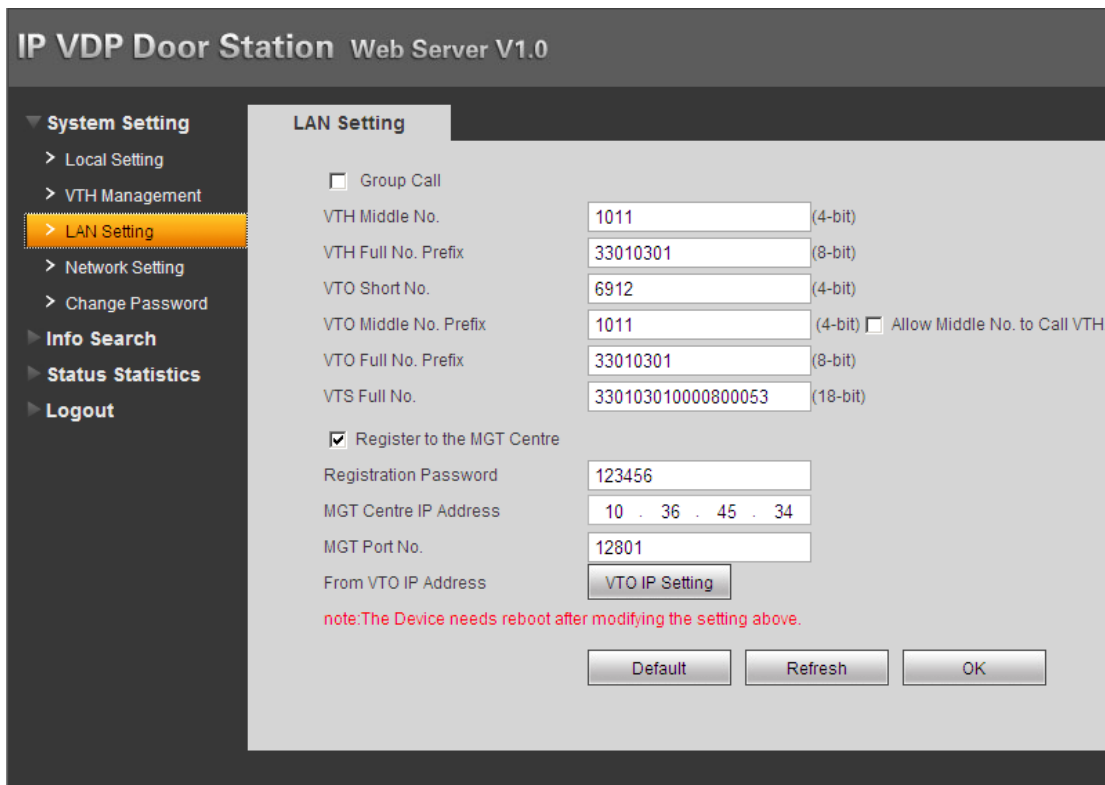 IP VDP Door Station Web Server V1.0
System Setting
> Local Setting
> VTH Management
> LAN Setting
> Network Setting
> Change Password
Info Search
Status Statistics
Logout
LAN Setting
Group Call
VTH Middle No. 1011 (4-bit)
VTH Full No. Prefix 33010301 (8-bit)
VTO Short No. 6912 (4-bit)
VTO Middle No. Prefix 1011 (4-bit) Allow Middle No. to Call VTH
VTO Full No. Prefix 33010301 (8-bit)
VTS Full No. 330103010000800053 (18-bit)
Register to the MGT Centre
Registration Password 123456
MGT Centre IP Address 10 . 36 . 45 . 34
MGT Port No. 12801
From VTO IP Address VTO IP Setting
note:The Device needs reboot after modifying the setting above.
Default Refresh OK